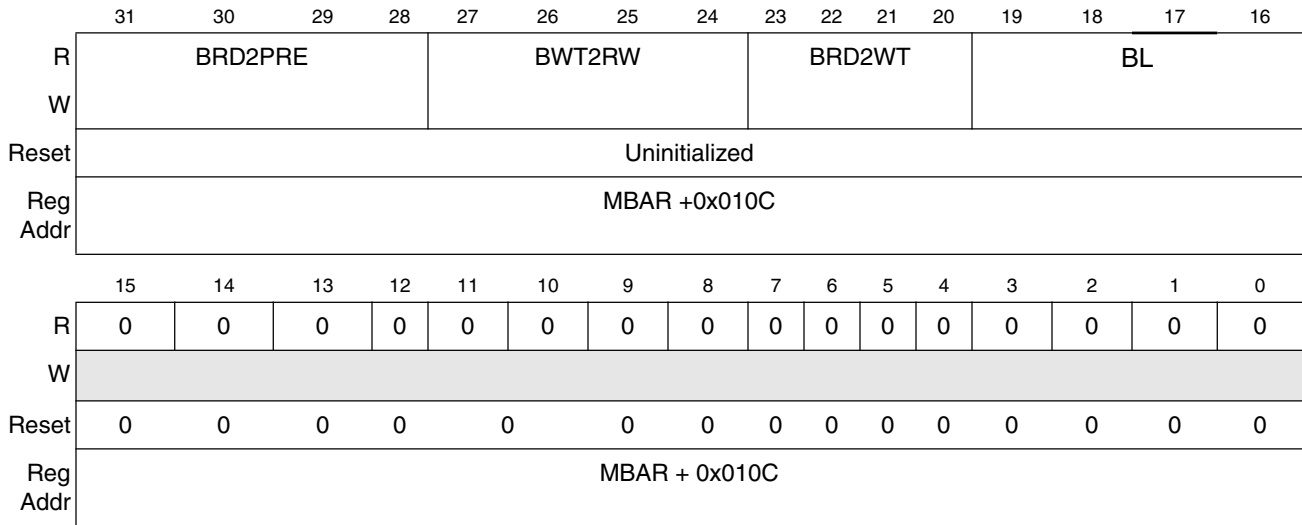 31 30 29 28 27 26 25 24 23 22 21 20 19 18 17 16
R BRD2PRE BWT2RW BRD2WT BL
W
Reset Uninitialized
Reg MBAR +0x010C
Addr
15 14 13 12 11 10 9 8 7 6 5 4 3 2 1 0
R 0 0 0 0 0 0 0 0 0 0 0 0 0 0 0 0
W
Reset 0 0 0 0 0 0 0 0 0 0 0 0 0 0 0
Reg MBAR + 0x010C
Addr